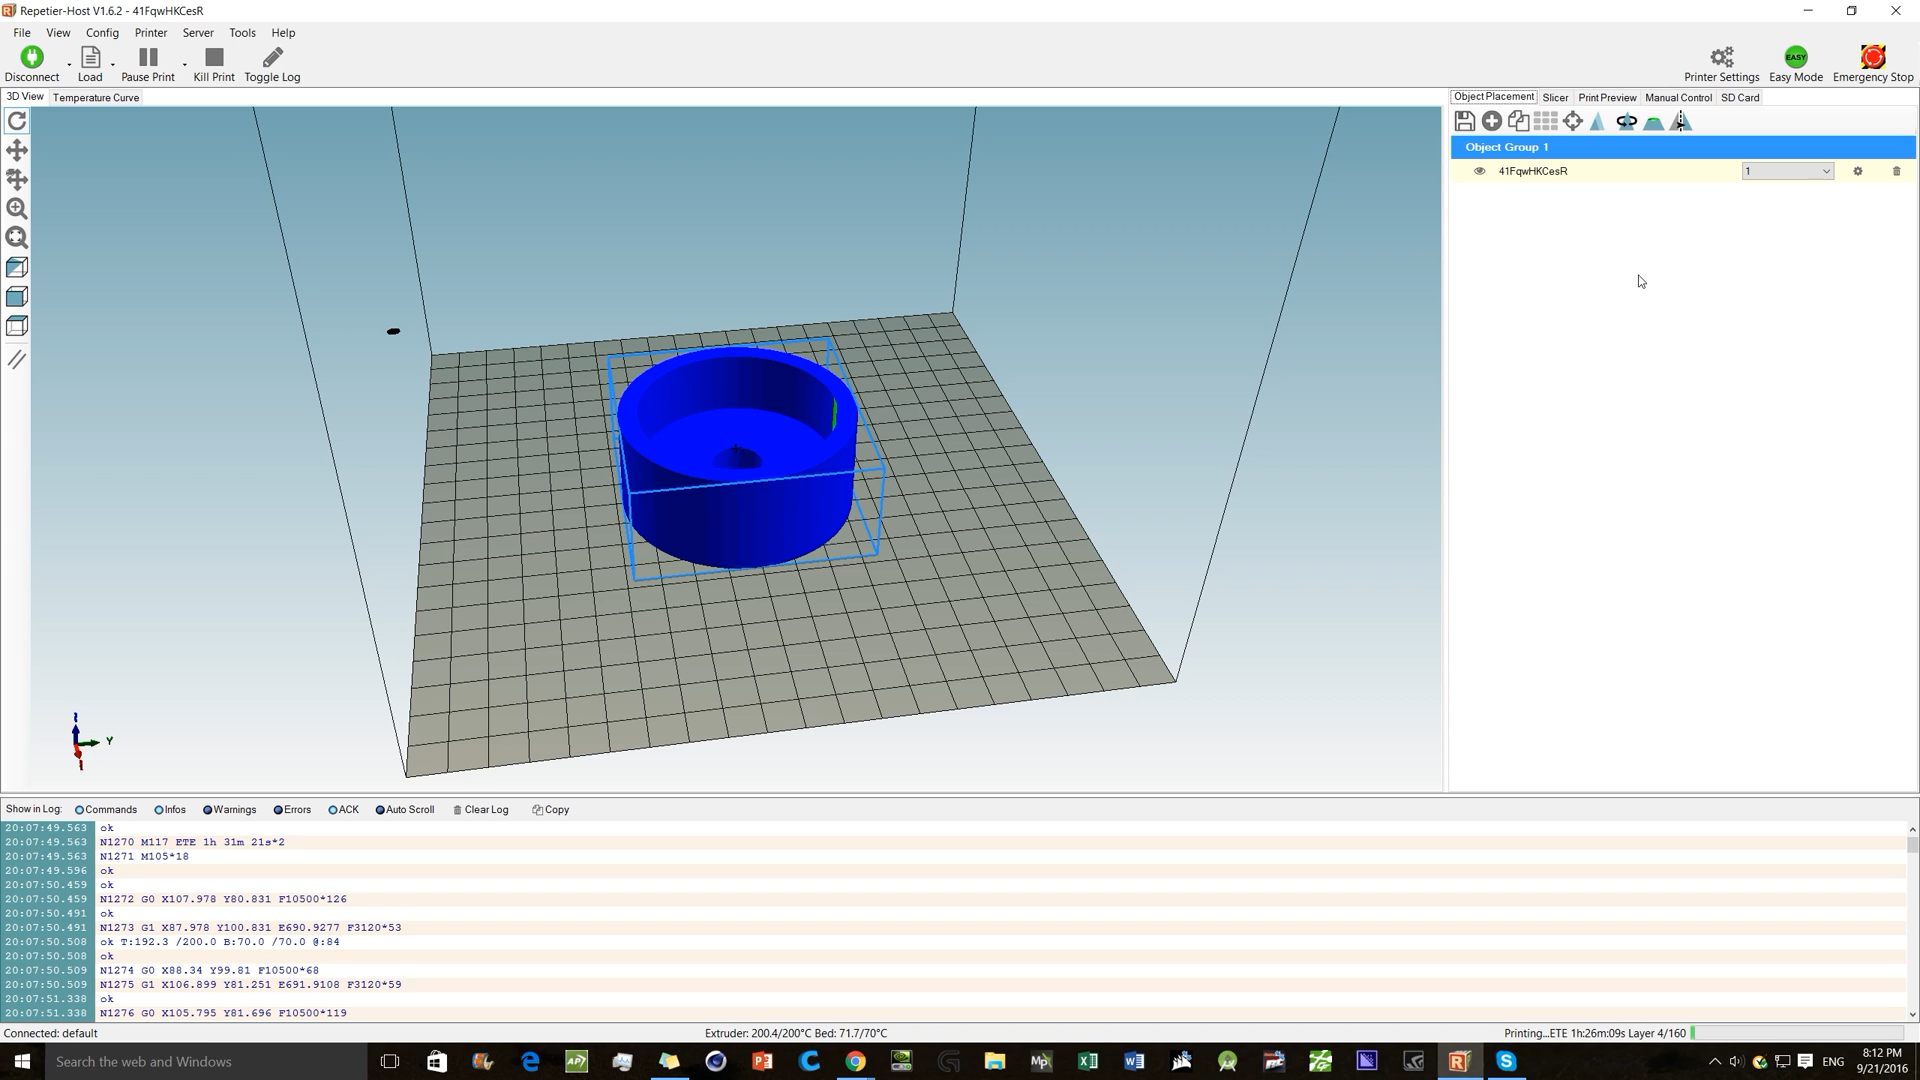 Repetier-Host V1.6.2 - 41FqwHKCesR
File View Config Printer Server Tools Help
Disconnect Load Pause Print Kill Print Toggle Log Printer Settings EASY Easy Mode Emergency Stop
3D View Temperature Curve Object Placement Slicer Print Preview Manual Control SD Card
Object Group 1
41FqwHKCesR 1
Y
Show in Log: Commands Infos Warnings Errors ACK Auto Scroll Clear Log Copy
20:07:49.563 ok
20:07:49.563 N1270 M117 ETE 1h 31m 21s*2
20:07:49.563 N1271 M105*18
20:07:49.596 ok
20:07:50.459 ok
20:07:50.459 N1272 G0 X107.978 Y80.831 F10500*126
20:07:50.491 ok
20:07:50.491 N1273 G1 X87.978 Y100.831 E690.9277 F3120*53
20:07:50.508 ok T:192.3 /200.0 B:70.0 /70.0 @:84
20:07:50.508 ok
20:07:50.509 N1274 G0 X88.34 Y99.81 F10500*68
20:07:50.509 N1275 G1 X106.899 Y81.251 E691.9108 F3120*59
20:07:51.338 ok
20:07:51.338 N1276 G0 X105.795 Y81.696 F10500*119
Connected: default Extruder: 200.4/200°C Bed: 71.7/70°C Printing...ETE 1h:26m:09s Layer 4/160
Search the web and Windows ENG 8:12 PM
9/21/2016